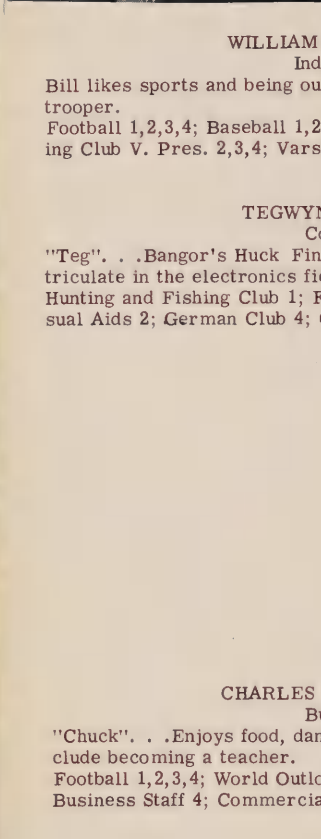 WILLIAM
Ind
Bill likes sports and being ou
trooper.
Football 1,2,3,4; Baseball 1,2
ing Club V. Pres. 2,3,4; Vars
TEGWYN
Co
"Teg". . .Bangor's Huck Fin
triculate in the electronics fie
Hunting and Fishing Club 1; F
sual Aids 2; German Club 4;
CHARLES
Bu
"Chuck". . .Enjoys food, dan
clude becoming a teacher.
Football 1,2,3,4; World Outlo
Business Staff 4; Commercia